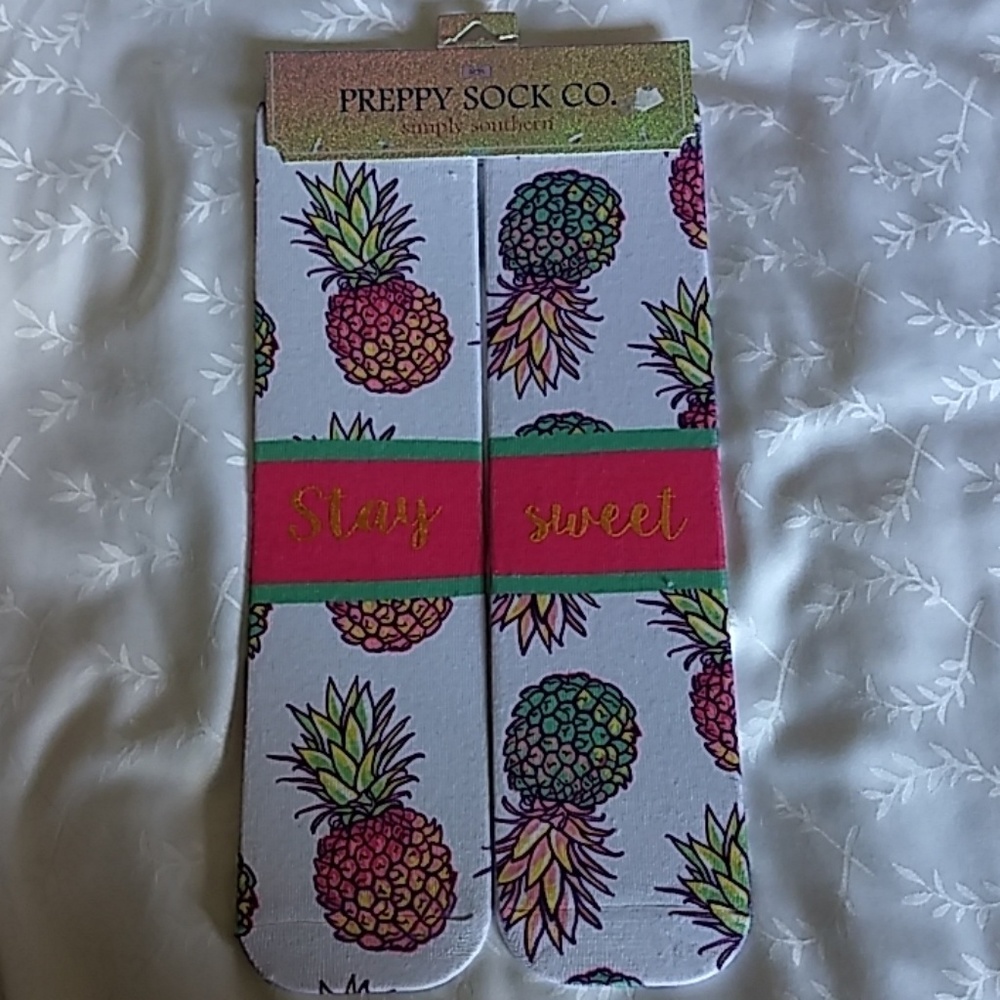 PREPPY SOCK CO.
simply southern
Stay sweet